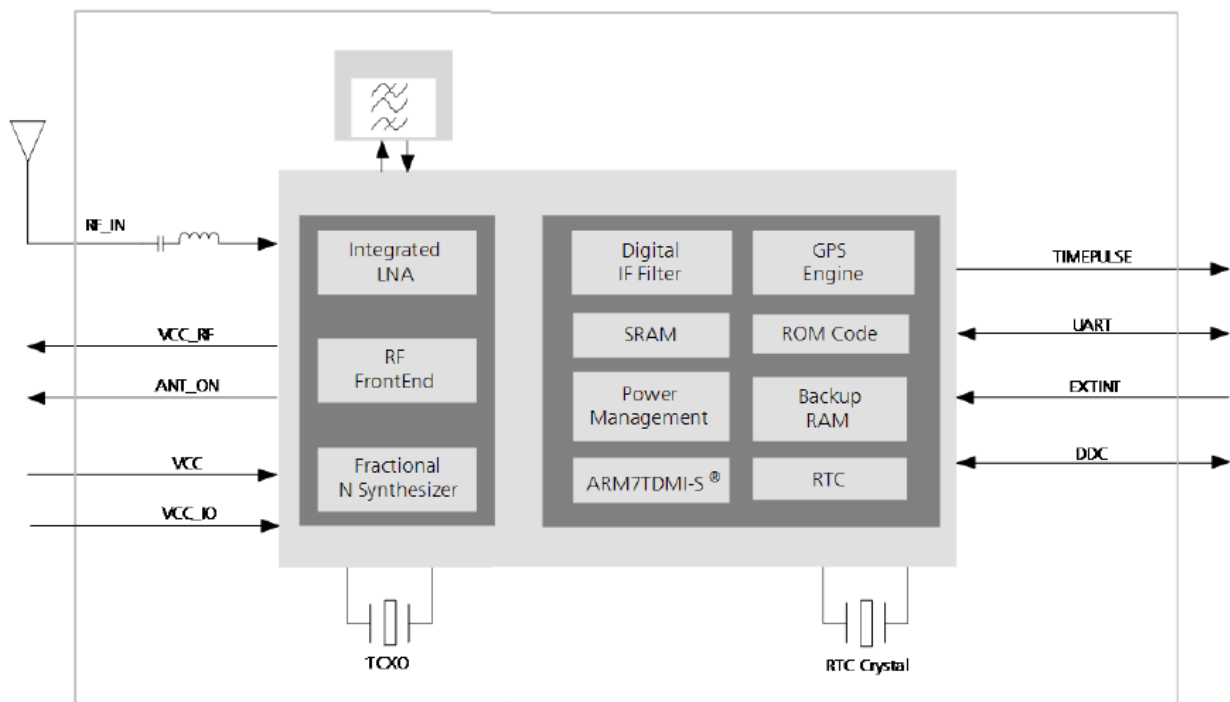 RF_IN
VCC_RF
ANT_ON
VCC
VCC_IO
Integrated
LNA
RF
FrontEnd
Fractional
N Synthesizer
Digital
IF Filter
GPS
Engine
SRAM
ROM Code
Power
Management
Backup
RAM
ARM7TDMI-S ®
RTC
TIMEPULSE
UART
EXTINT
DDC
TCXO
RTC Crystal